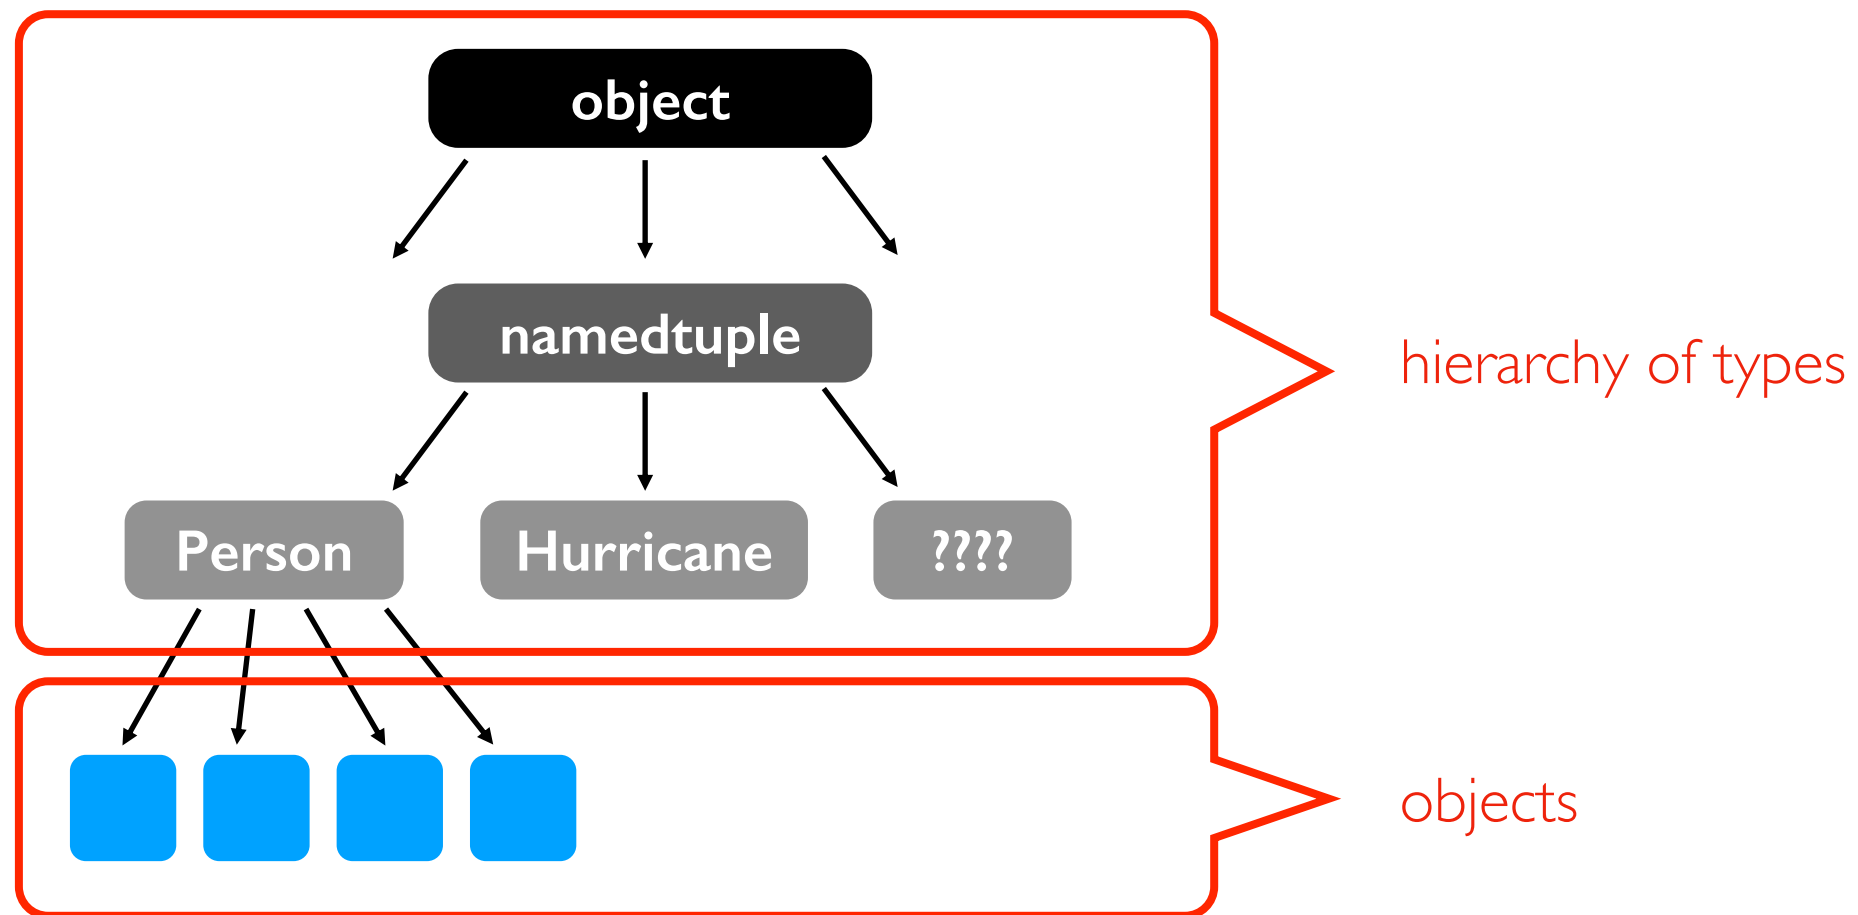 object
namedtuple
hierarchy of types
Person
Hurricane
????
objects